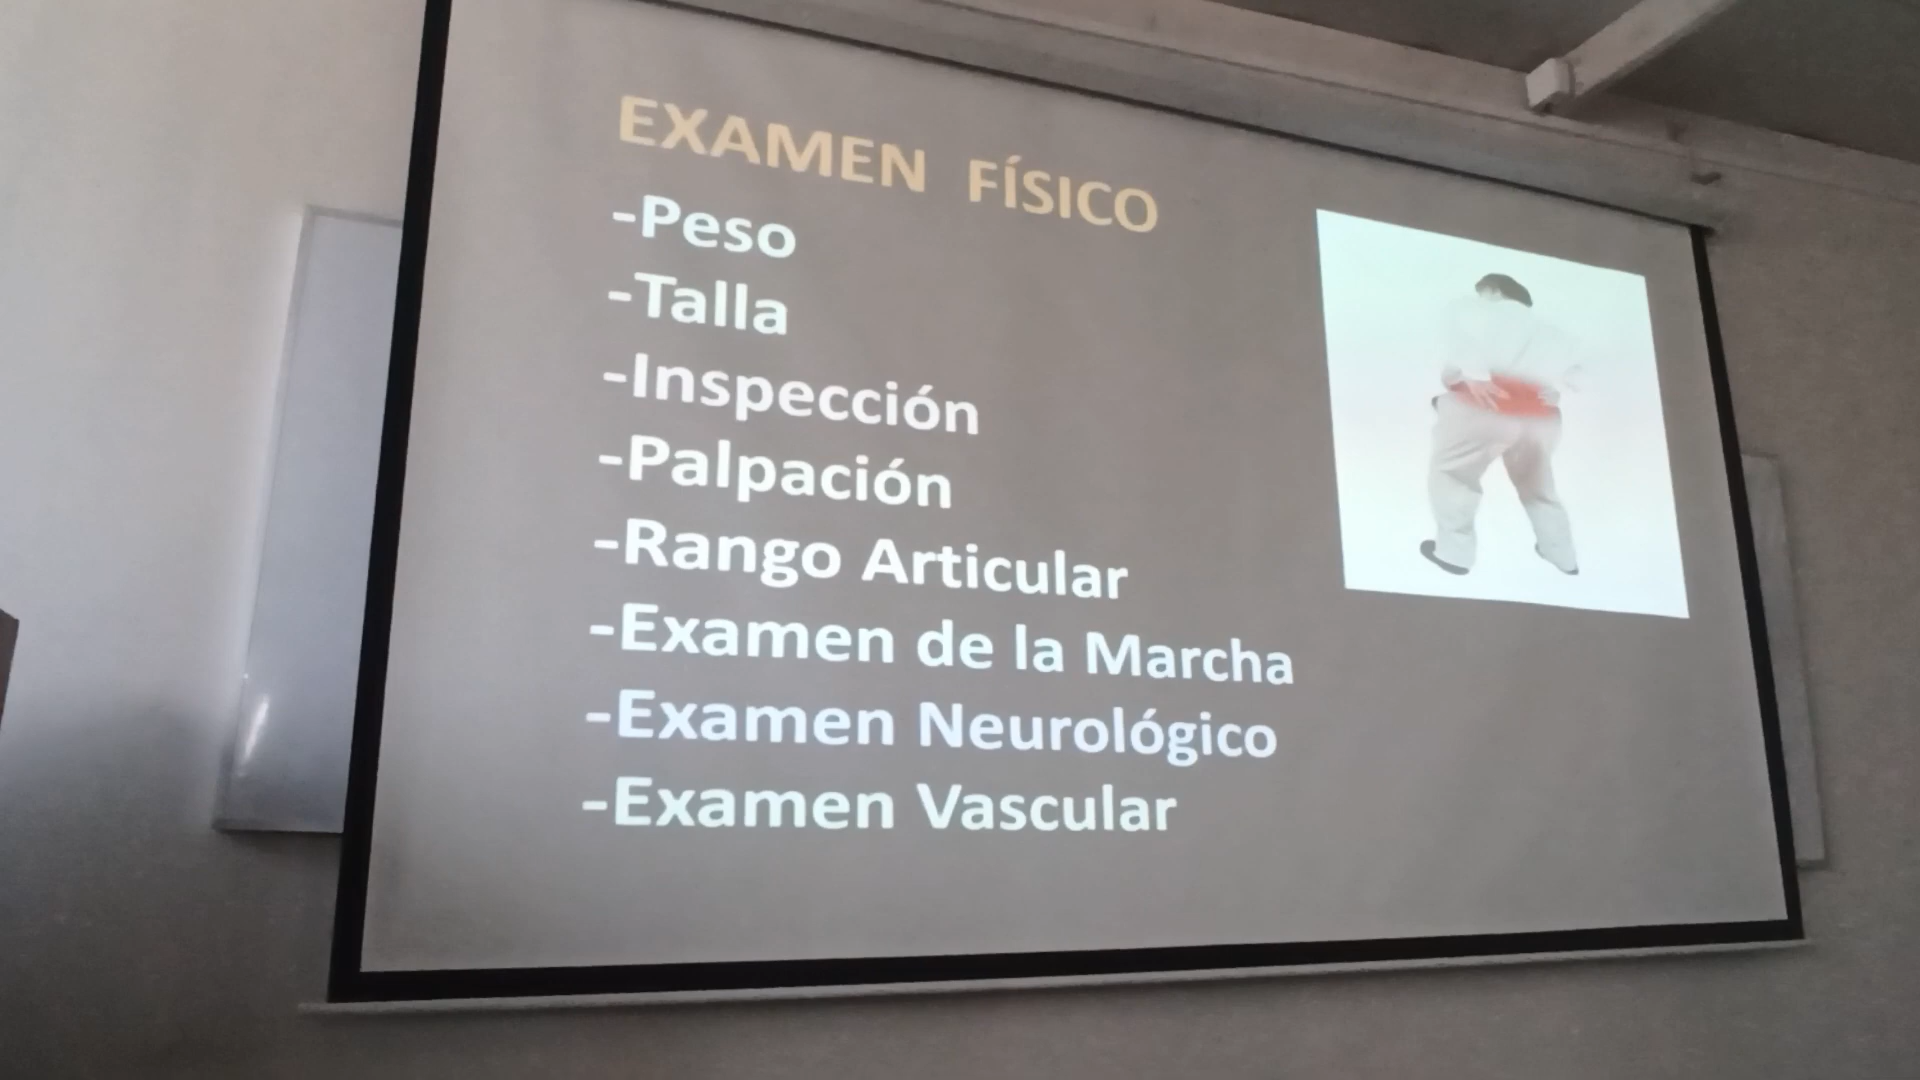 EXAMEN FÍSICO
-Peso
-Talla
-Inspección
-Palpación
-Rango Articular
-Examen de la Marcha
-Examen Neurológico
-Examen Vascular